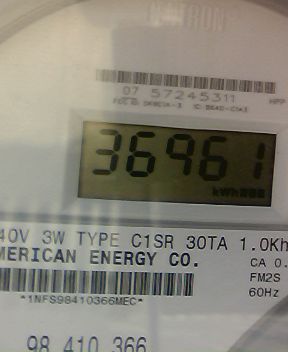 07 57245311
36961
kWh
40V 3W TYPE C1SR 30TA 1.0Kh
MERICAN ENERGY CO.
CA 0.
FM2S
60Hz
*1NFS98410366MEC*
98 410 366